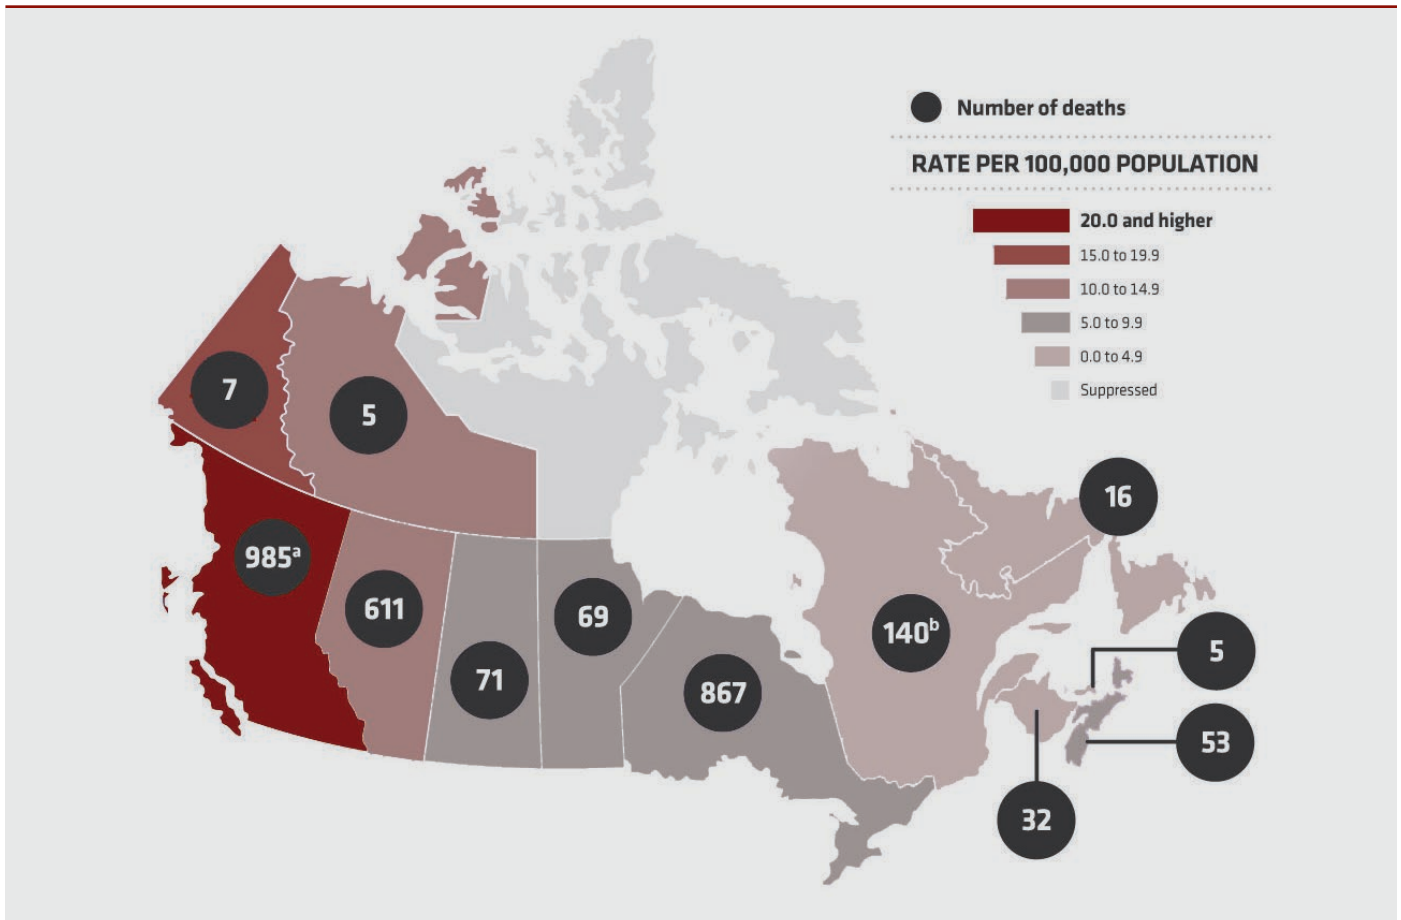 Number of deaths
RATE PER 100,000 POPULATION
20.0 and higher
15.0 to 19.9
10.0 to 14.9
5.0 to 9.9
0.0 to 4.9
Suppressed
7
5
16
985ᵃ
611
69
140ᵇ
71
867
5
53
32